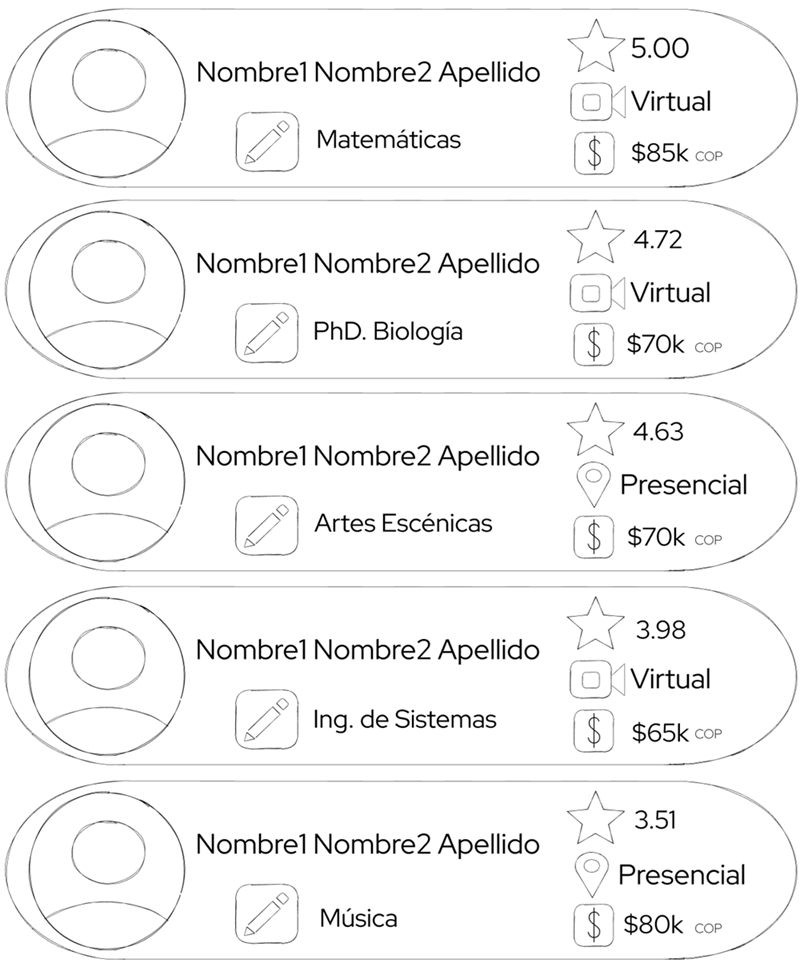 Nombre1 Nombre2 Apellido
Matemáticas
5.00
Virtual
$85k COP
Nombre1 Nombre2 Apellido
PhD. Biología
4.72
Virtual
$70k COP
Nombre1 Nombre2 Apellido
Artes Escénicas
4.63
Presencial
$70k COP
Nombre1 Nombre2 Apellido
Ing. de Sistemas
3.98
Virtual
$65k COP
Nombre1 Nombre2 Apellido
Música
3.51
Presencial
$80k COP